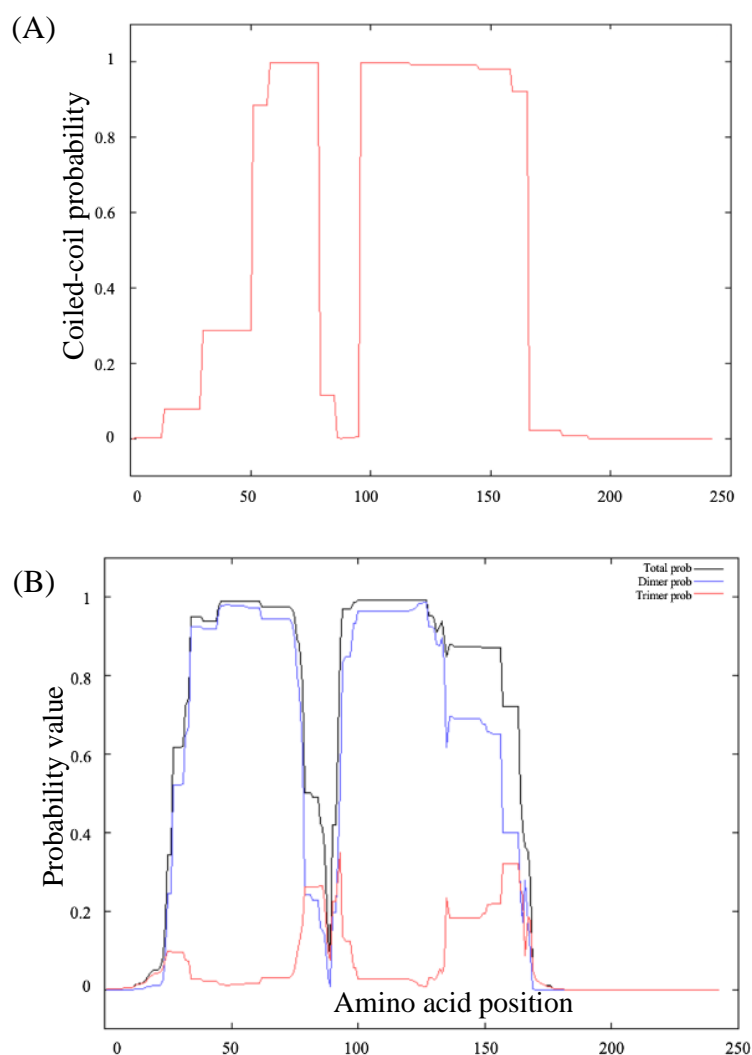 (A)
Coiled-coil probability
1
0.8
0.6
0.4
0.2
0
0 50 100 150 200 250
(B)
Total prob
Dimer prob
Trimer prob
Probability value
1
0.8
0.6
0.4
0.2
0
Amino acid position
0 50 100 150 200 250